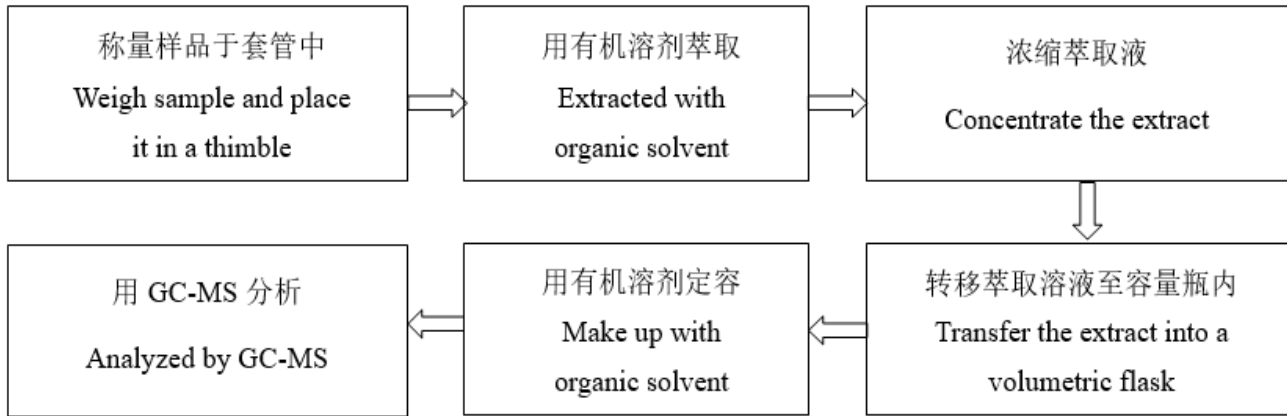 称量样品于套管中
Weigh sample and place
it in a thimble
用有机溶剂萃取
Extracted with
organic solvent
浓缩萃取液
Concentrate the extract
转移萃取溶液至容量瓶内
Transfer the extract into a
volumetric flask
用有机溶剂定容
Make up with
organic solvent
用 GC-MS 分析
Analyzed by GC-MS